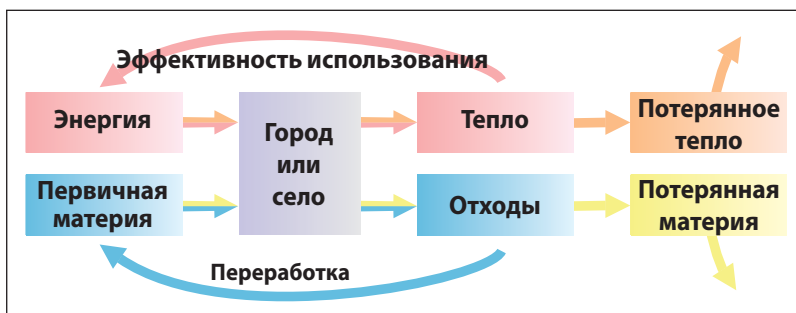 Эффективность использования
Энергия
Город
или
село
Тепло
Потерянное
тепло
Первичная
материя
Отходы
Потерянная
материя
Переработка